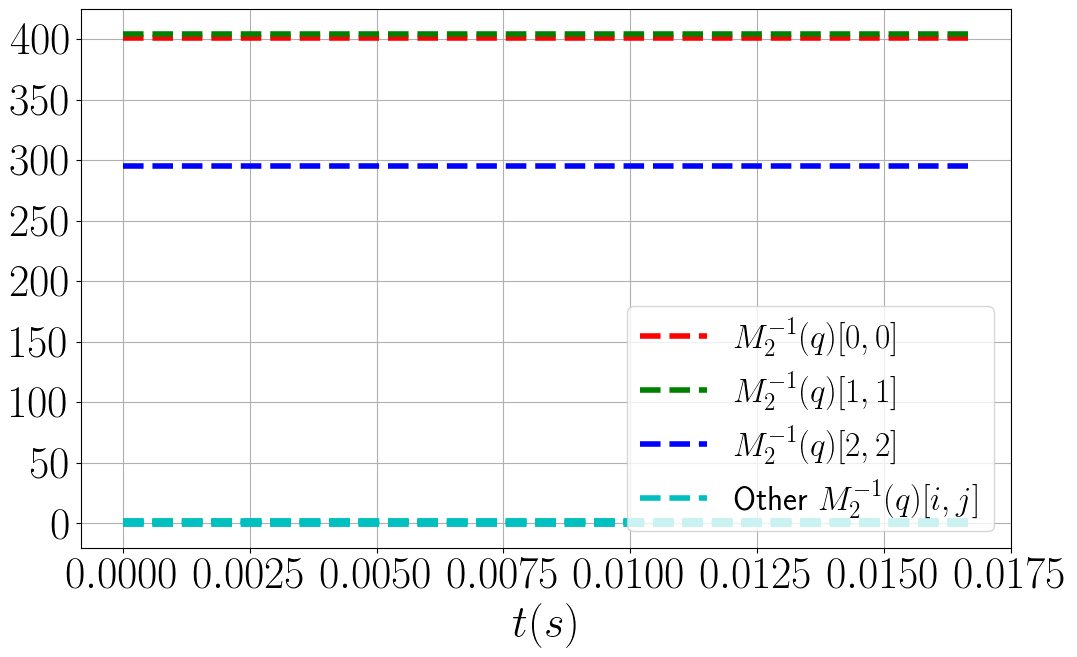 400
350
300
250
200
150
100
50
0
0.0000 0.0025 0.0050 0.0075 0.0100 0.0125 0.0150 0.0175
t(s)
M_2^{-1}(q)[0,0]
M_2^{-1}(q)[1,1]
M_2^{-1}(q)[2,2]
Other M_2^{-1}(q)[i,j]